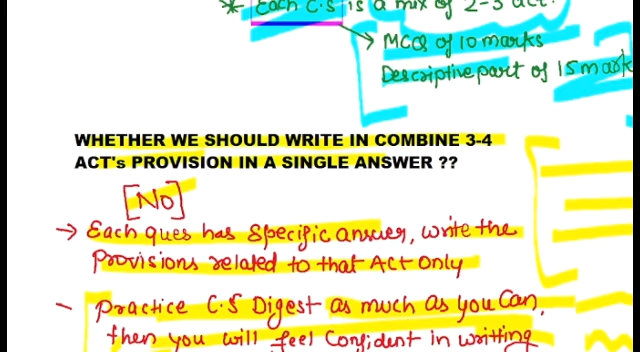 * Each C.S is a mix of 2-3 act.
→ MCQ of 10 marks
Descriptive part of 15 mark
WHETHER WE SHOULD WRITE IN COMBINE 3-4
ACT's PROVISION IN A SINGLE ANSWER ??
[No]
→ Each ques has specific answer, write the
Provisions related to that Act only
- Practice C.S Digest as much as you can,
then you will feel Confident in writting